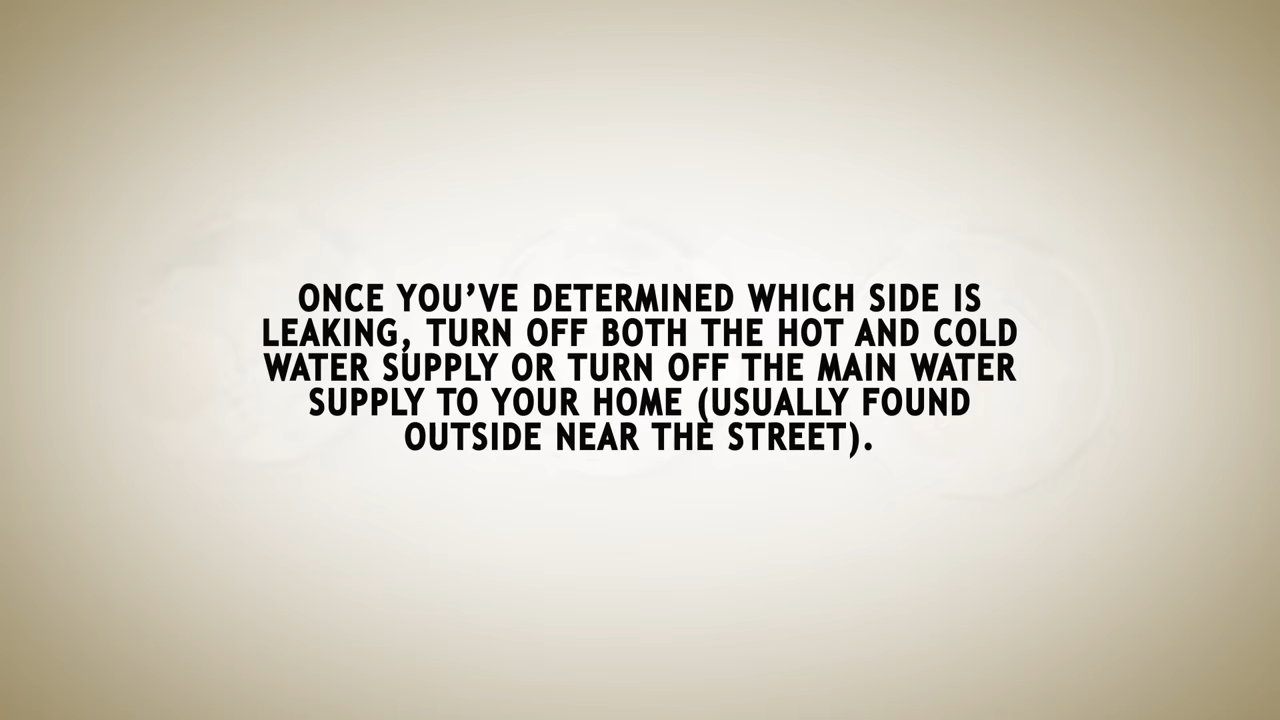 ONCE YOU’VE DETERMINED WHICH SIDE IS
LEAKING, TURN OFF BOTH THE HOT AND COLD
WATER SUPPLY OR TURN OFF THE MAIN WATER
SUPPLY TO YOUR HOME (USUALLY FOUND
OUTSIDE NEAR THE STREET).